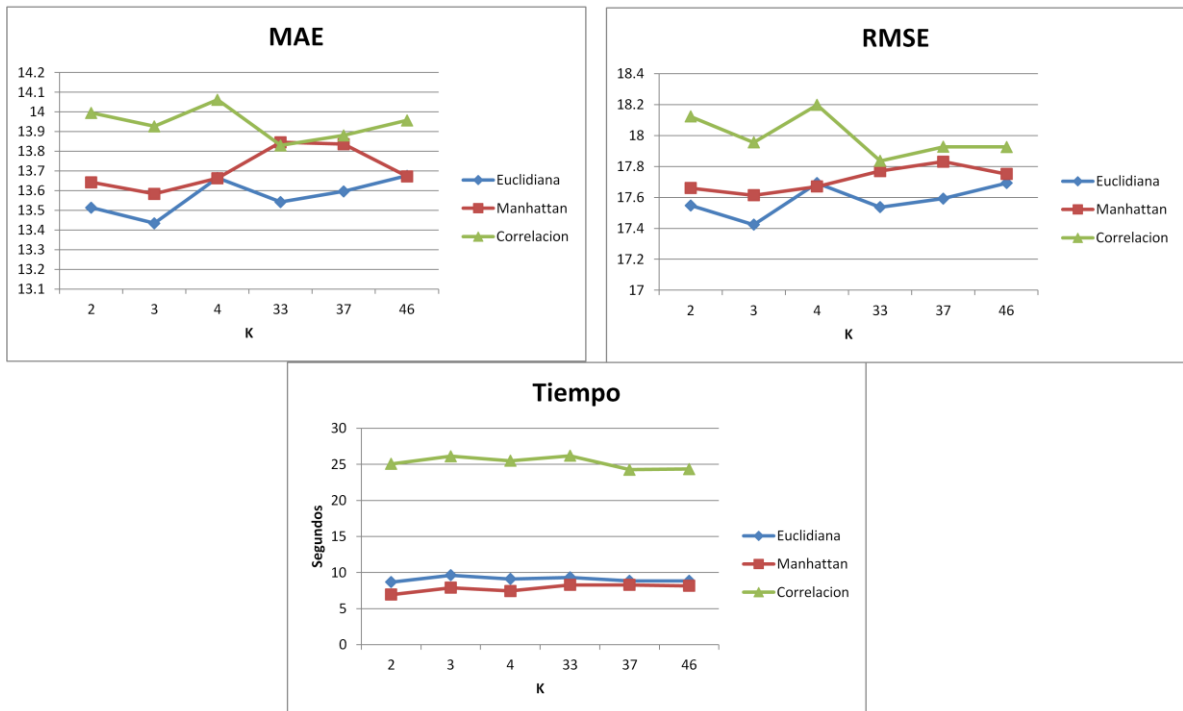 MAE
14.2
14.1
14
13.9
13.8
13.7
13.6
13.5
13.4
13.3
13.2
13.1
2 3 4 33 37 46
K
Euclidiana
Manhattan
Correlacion
RMSE
18.4
18.2
18
17.8
17.6
17.4
17.2
17
2 3 4 33 37 46
K
Euclidiana
Manhattan
Correlacion
Tiempo
Segundos
30
25
20
15
10
5
0
2 3 4 33 37 46
K
Euclidiana
Manhattan
Correlacion